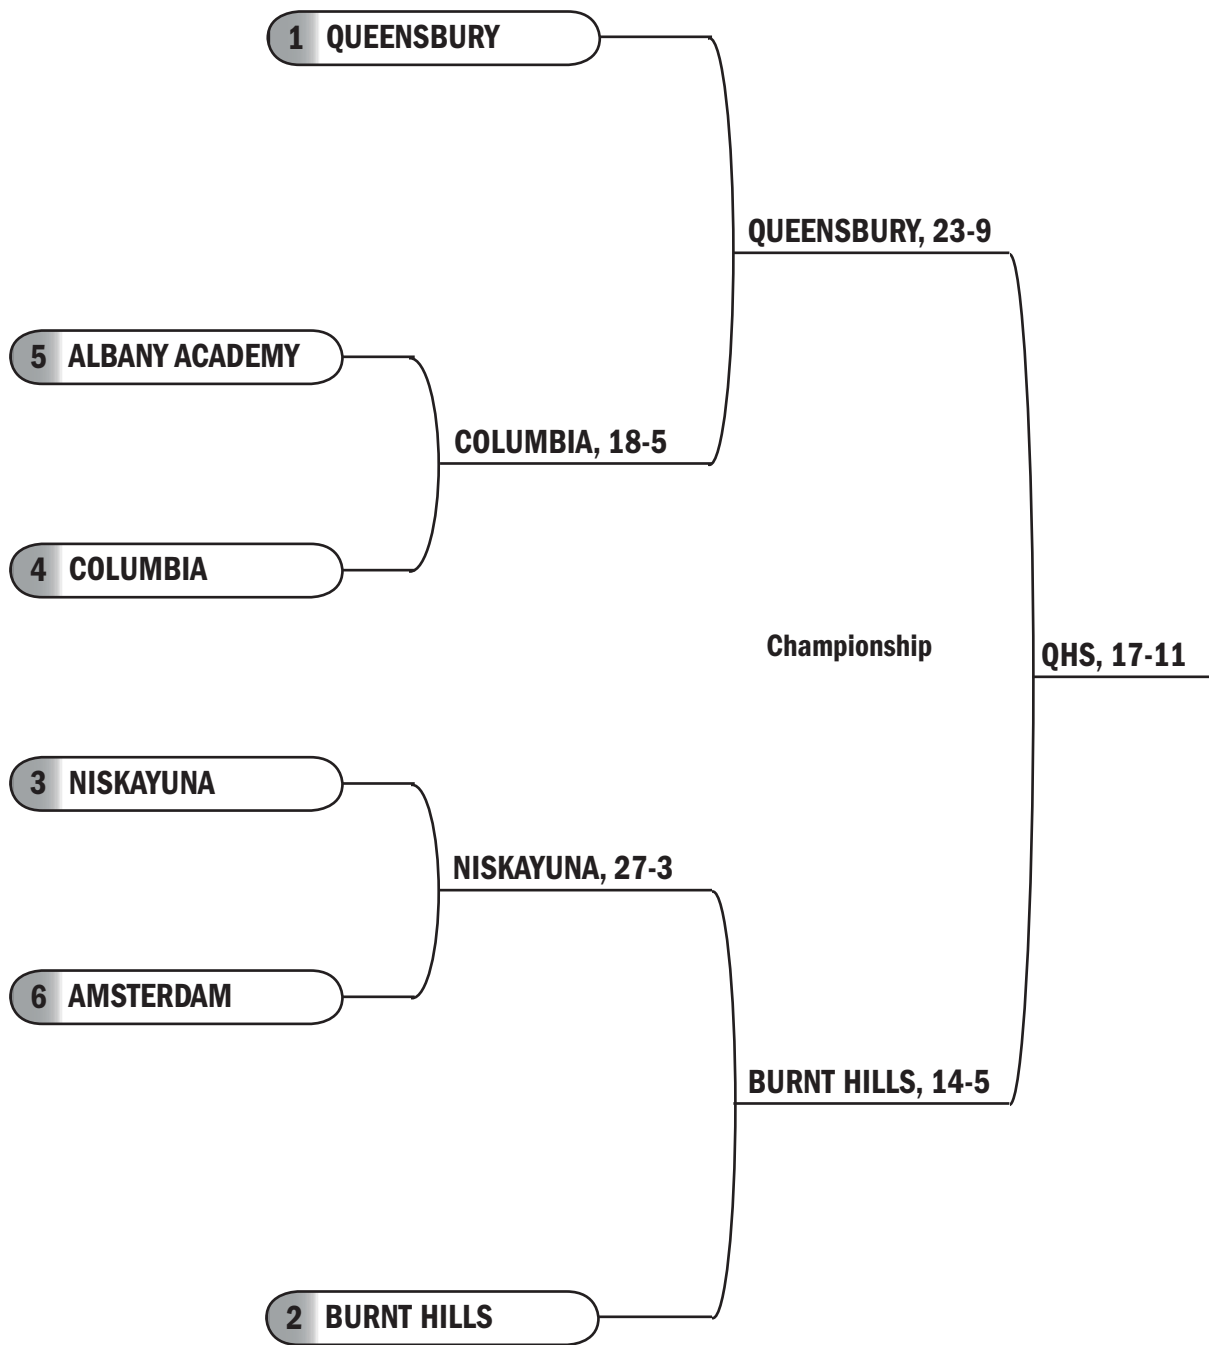 1 QUEENSBURY
QUEENSBURY, 23-9
5 ALBANY ACADEMY
COLUMBIA, 18-5
4 COLUMBIA
Championship
QHS, 17-11
3 NISKAYUNA
NISKAYUNA, 27-3
6 AMSTERDAM
BURNT HILLS, 14-5
2 BURNT HILLS